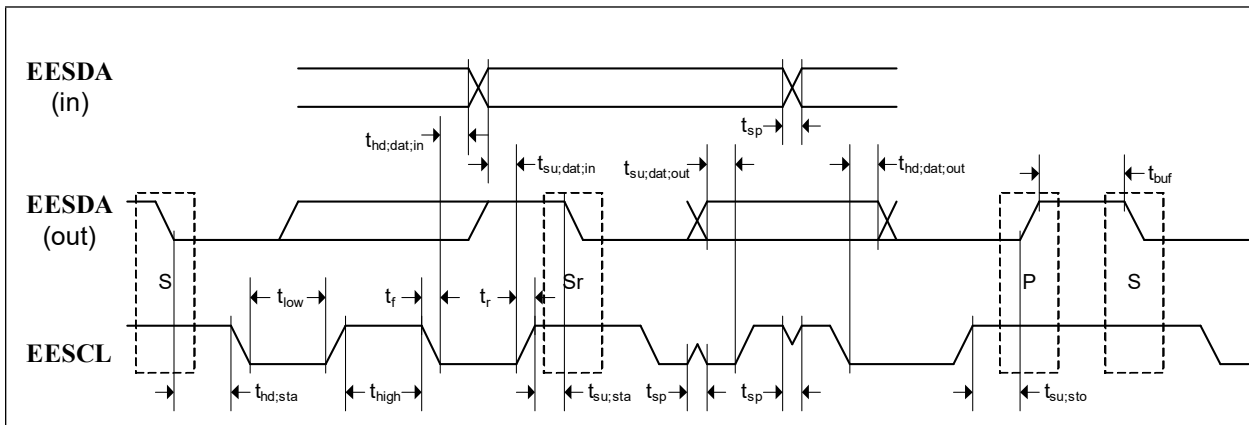 EESDA
(in)
t_hd;dat;in
t_sp
t_su;dat;in
t_su;dat;out
t_hd;dat;out
t_buf
EESDA
(out)
S
Sr
P
S
t_low
t_f
t_r
EESCL
t_hd;sta
t_high
t_su;sta
t_sp
t_sp
t_su;sto